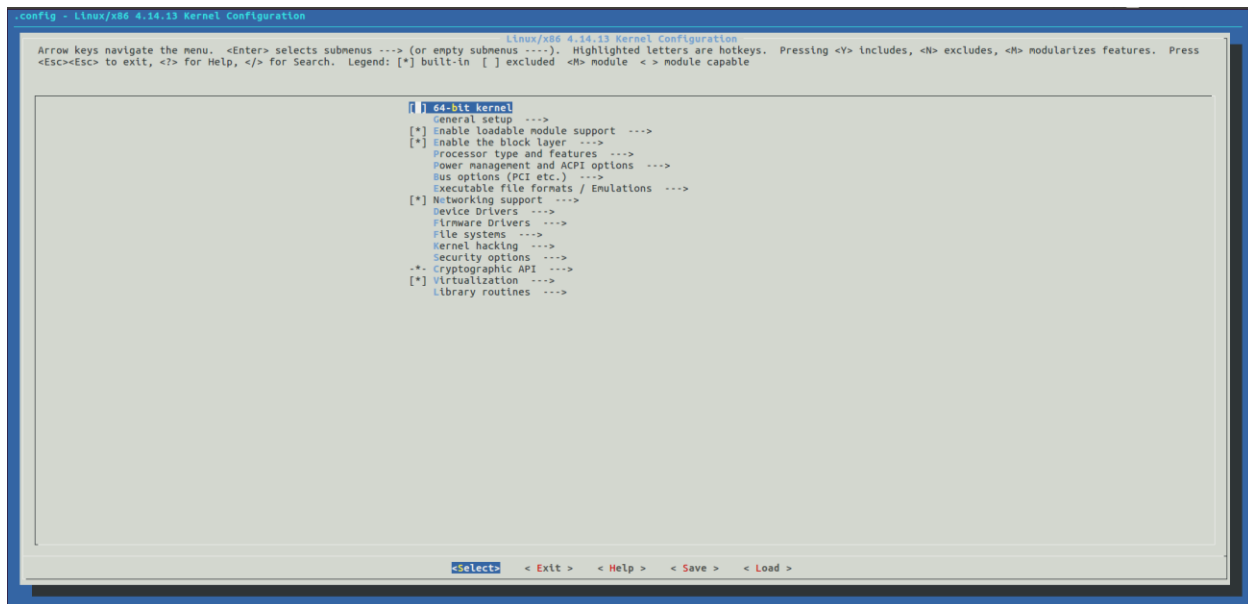 .config - Linux/x86 4.14.13 Kernel Configuration
Linux/x86 4.14.13 Kernel Configuration
Arrow keys navigate the menu.  <Enter> selects submenus ---> (or empty submenus ----).  Highlighted letters are hotkeys.  Pressing <Y> includes, <N> excludes, <M> modularizes features.  Press
<Esc><Esc> to exit, <?> for Help, </> for Search.  Legend: [*] built-in  [ ] excluded  <M> module  < > module capable
[ ] 64-bit kernel
General setup  --->
[*] Enable loadable module support  --->
[*] Enable the block layer  --->
Processor type and features  --->
Power management and ACPI options  --->
Bus options (PCI etc.)  --->
Executable file formats / Emulations  --->
[*] Networking support  --->
Device Drivers  --->
Firmware Drivers  --->
File systems  --->
Kernel hacking  --->
Security options  --->
-*- Cryptographic API  --->
[*] Virtualization  --->
Library routines  --->
<Select>    < Exit >    < Help >    < Save >    < Load >